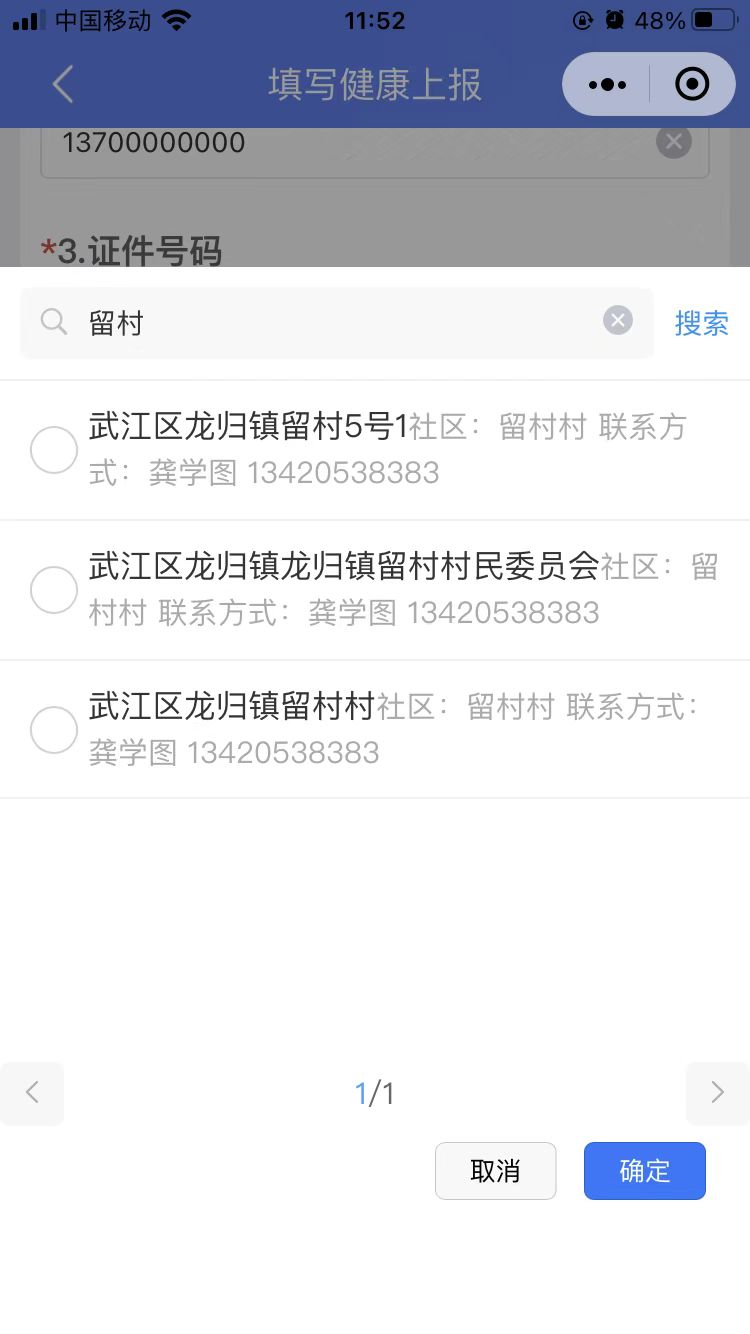 中国移动 11:52 48%
填写健康上报
13700000000
*3.证件号码
留村 搜索
武江区龙归镇留村5号1社区：留村村 联系方
式：龚学图 13420538383
武江区龙归镇龙归镇留村村民委员会社区：留
村村 联系方式：龚学图 13420538383
武江区龙归镇留村村社区：留村村 联系方式：
龚学图 13420538383
1/1
取消 确定